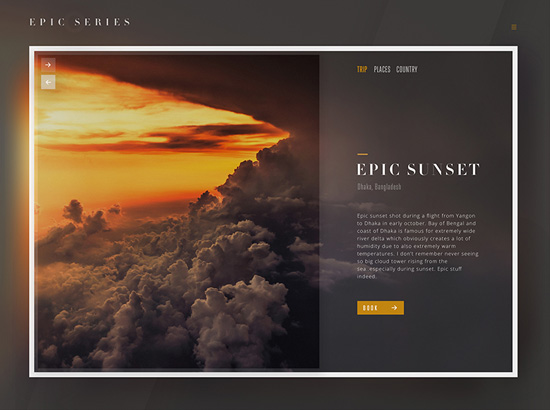 EPIC SERIES
TRIP PLACES COUNTRY
EPIC SUNSET
Dhaka, Bangladesh
Epic sunset shot during a flight from Yangon
to Dhaka in early october. Bay of Bengal and
coast of Dhaka is famous for extremely wide
river delta which obviously creates a lot of
humidity due to also extremely warm
temperatures. I don't remember never seeing
so big cloud tower rising from the
sea especially during sunset. Epic stuff
indeed.
BOOK